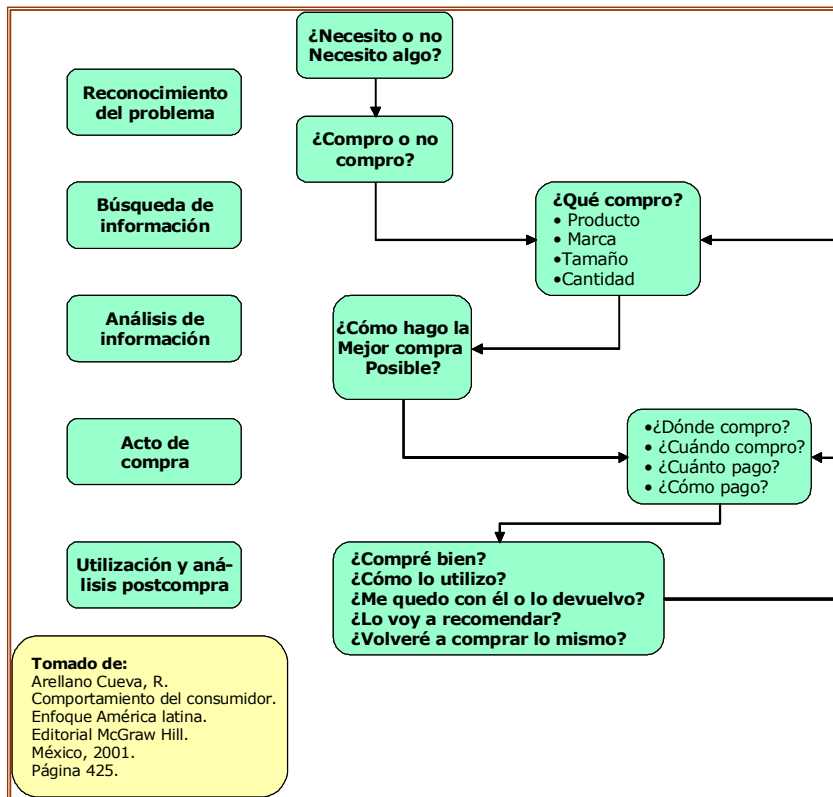 ¿Necesito o no
Necesito algo?
Reconocimiento
del problema
¿Compro o no
compro?
Búsqueda de
información
¿Qué compro?
• Producto
• Marca
•Tamaño
•Cantidad
Análisis de
información
¿Cómo hago la
Mejor compra
Posible?
Acto de
compra
•¿Dónde compro?
• ¿Cuándo compro?
• ¿Cuánto pago?
• ¿Cómo pago?
Utilización y aná-
lisis postcompra
¿Compré bien?
¿Cómo lo utilizo?
¿Me quedo con él o lo devuelvo?
¿Lo voy a recomendar?
¿Volveré a comprar lo mismo?
Tomado de:
Arellano Cueva, R.
Comportamiento del consumidor.
Enfoque América latina.
Editorial McGraw Hill.
México, 2001.
Página 425.